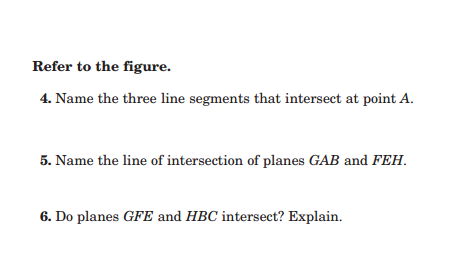 Refer to the figure.
4. Name the three line segments that intersect at point A.
5. Name the line of intersection of planes GAB and FEH.
6. Do planes GFE and HBC intersect? Explain.